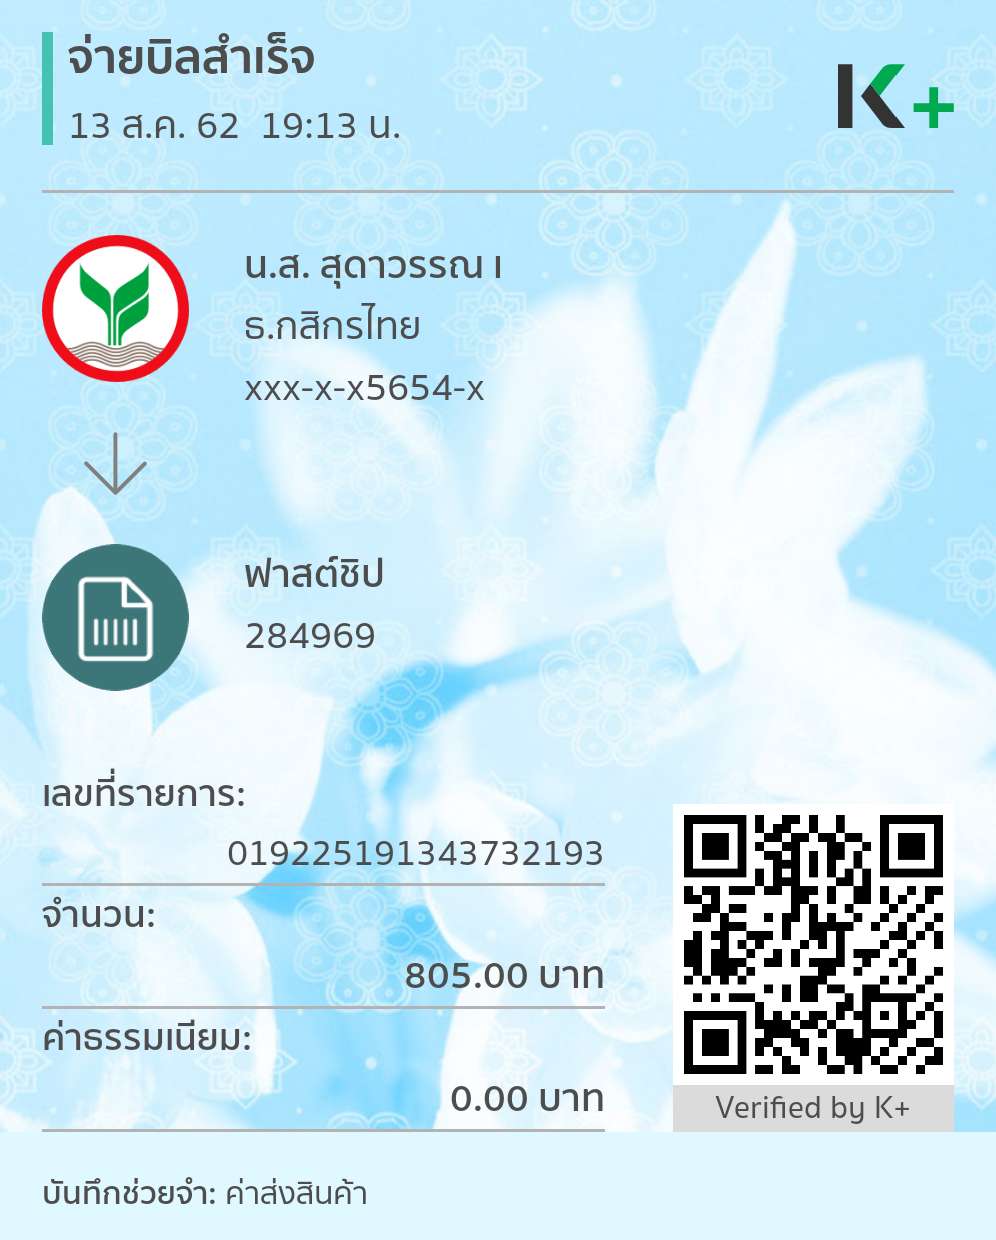 จ่ายบิลสำเร็จ
13 ส.ค. 62 19:13 น.
K+
น.ส. สุดาวรรณ เ
ธ.กสิกรไทย
xxx-x-x5654-x
ฟาสต์ชิป
284969
เลขที่รายการ:
019225191343732193
จำนวน:
805.00 บาท
ค่าธรรมเนียม:
0.00 บาท
Verified by K+
บันทึกช่วยจำ: ค่าส่งสินค้า